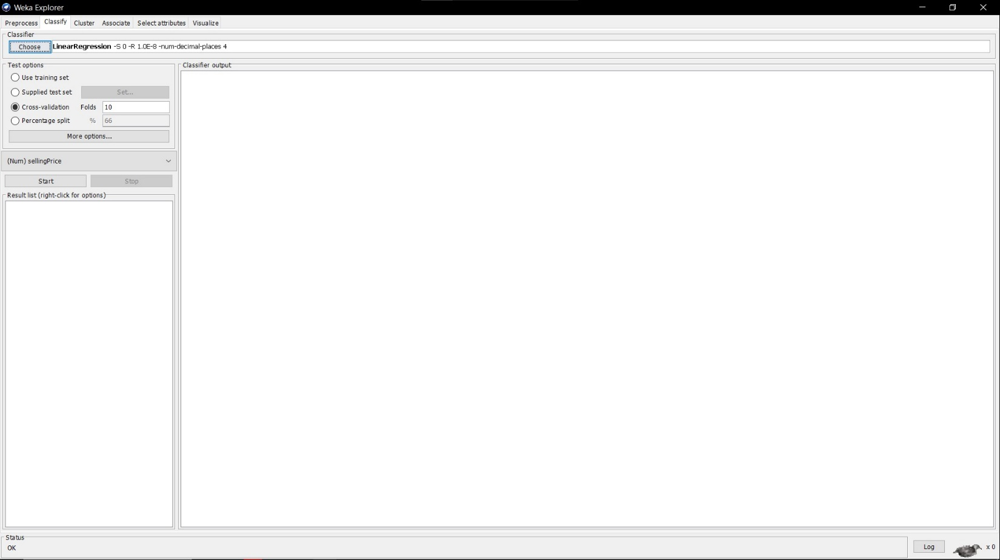 Weka Explorer
Preprocess Classify Cluster Associate Select attributes Visualize
Classifier
Choose LinearRegression -S 0 -R 1.0E-8 -num-decimal-places 4
Test options
Use training set
Supplied test set Set...
Cross-validation Folds 10
Percentage split % 66
More options...
(Num) sellingPrice
Start Stop
Result list (right-click for options)
Classifier output
Status
OK
Log x 0